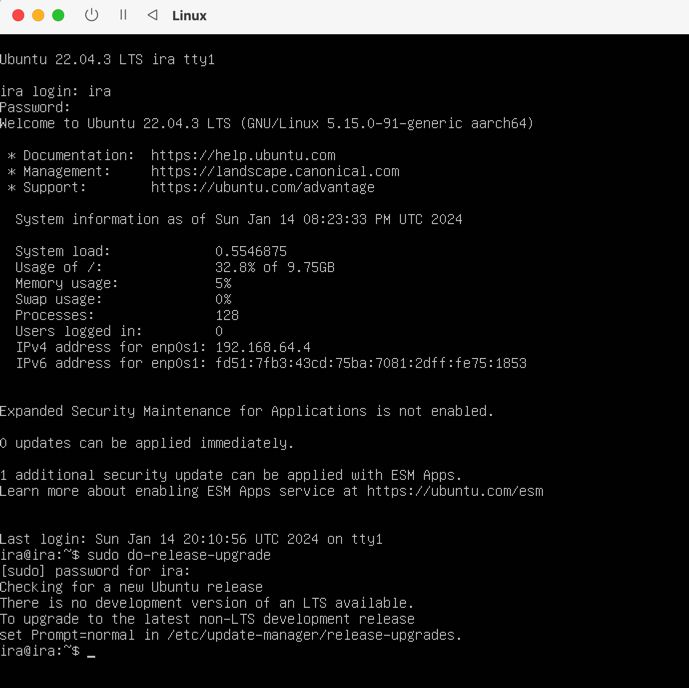 Linux
Ubuntu 22.04.3 LTS ira tty1
ira login: ira
Password:
Welcome to Ubuntu 22.04.3 LTS (GNU/Linux 5.15.0-91-generic aarch64)
* Documentation: https://help.ubuntu.com
* Management: https://landscape.canonical.com
* Support: https://ubuntu.com/advantage
System information as of Sun Jan 14 08:23:33 PM UTC 2024
System load: 0.5546875
Usage of /: 32.8% of 9.75GB
Memory usage: 5%
Swap usage: 0%
Processes: 128
Users logged in: 0
IPv4 address for enp0s1: 192.168.64.4
IPv6 address for enp0s1: fd51:7fb3:43cd:75ba:7081:2dff:fe75:1853
Expanded Security Maintenance for Applications is not enabled.
0 updates can be applied immediately.
1 additional security update can be applied with ESM Apps.
Learn more about enabling ESM Apps service at https://ubuntu.com/esm
Last login: Sun Jan 14 20:10:56 UTC 2024 on tty1
ira@ira:~$ sudo do-release-upgrade
[sudo] password for ira:
Checking for a new Ubuntu release
There is no development version of an LTS available.
To upgrade to the latest non-LTS development release
set Prompt=normal in /etc/update-manager/release-upgrades.
ira@ira:~$ _